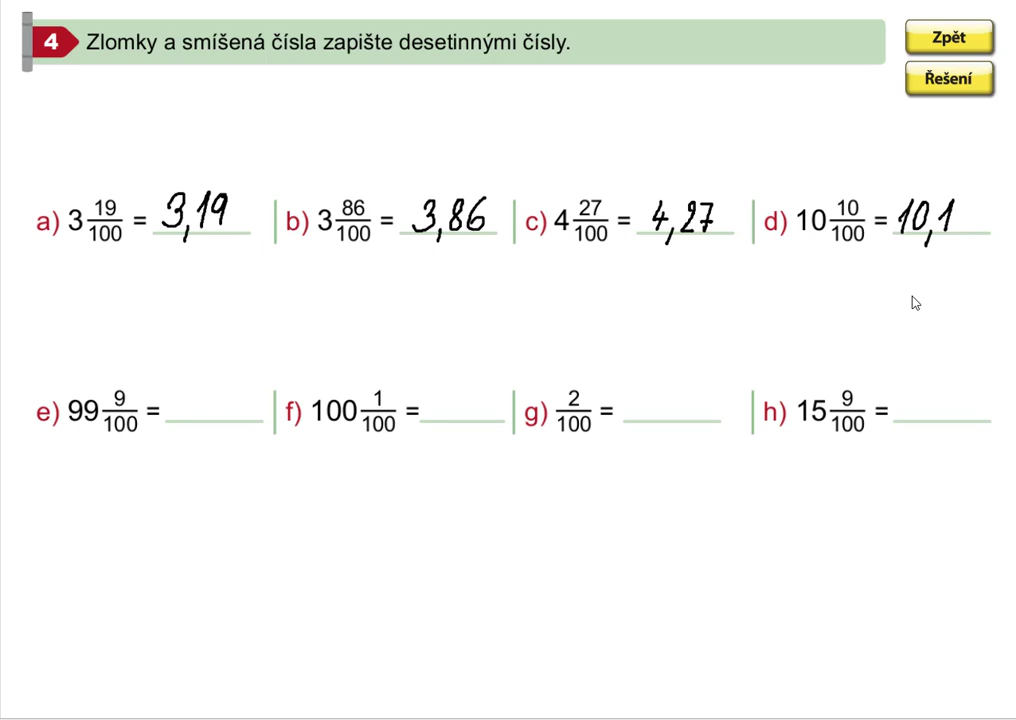 4 Zlomky a smíšená čísla zapište desetinnými čísly.
Zpět
Řešení
a) 3 19/100 = 3,19
b) 3 86/100 = 3,86
c) 4 27/100 = 4,27
d) 10 10/100 = 10,1
e) 99 9/100 =
f) 100 1/100 =
g) 2/100 =
h) 15 9/100 =